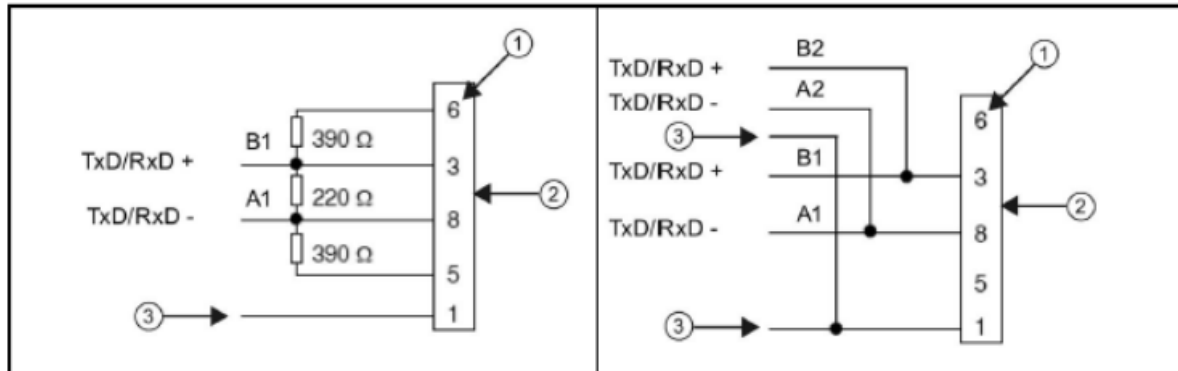 ①
6
B1
390 Ω
TxD/RxD +
3
A1
220 Ω
②
TxD/RxD -
8
390 Ω
5
③
1
B2
①
TxD/RxD +
A2
TxD/RxD -
6
③
B1
TxD/RxD +
3
②
A1
TxD/RxD -
8
5
③
1